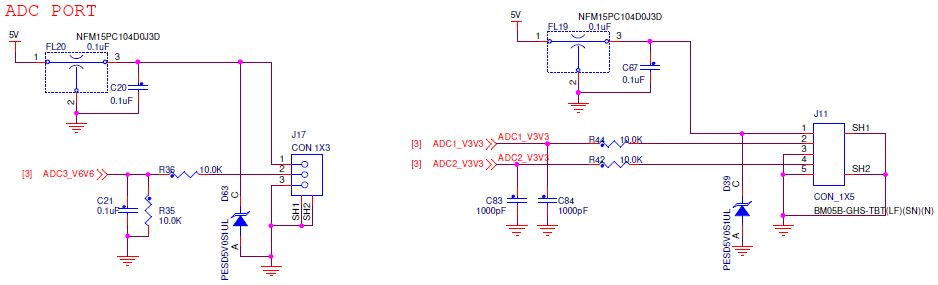 ADC PORT
5V
FL20
NFM15PC104D0J3D
0.1uF
1
3
2
C20
0.1uF
J17
CON 1X3
1
2
3
SH1
SH2
[3] ADC3_V6V6
R36
10.0K
C21
0.1uF
R35
10.0K
D63
C
A
PESD5V0S1UL
5V
FL19
NFM15PC104D0J3D
0.1uF
1
3
2
C67
0.1uF
J11
1
2
3
4
5
SH1
SH2
CON_1X5
BM05B-GHS-TBT(LF)(SN)(N)
[3] ADC1_V3V3
ADC1_V3V3
R44
10.0K
[3] ADC2_V3V3
ADC2_V3V3
R42
10.0K
C83
1000pF
C84
1000pF
D39
C
A
PESD5V0S1UL